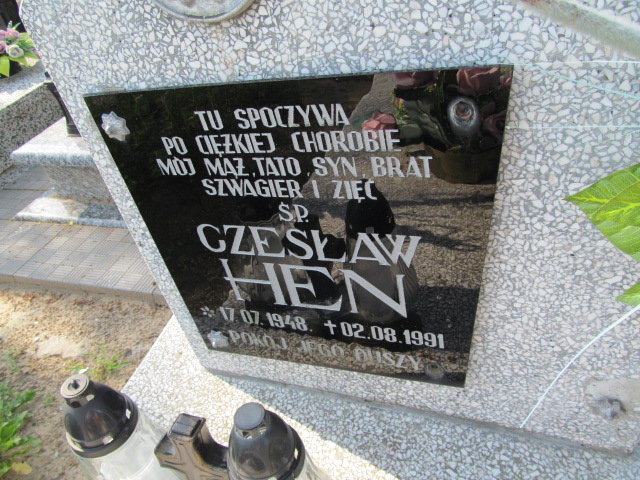 TU SPOCZYWA
PO CIĘŻKIEJ CHOROBIE
MÓJ MĄŻ, TATO, SYN, BRAT
SZWAGIER I ZIĘĆ
Ś.P.
CZESŁAW
HEN
* 17.07.1948. + 02.08.1991
POKÓJ JEGO DUSZY